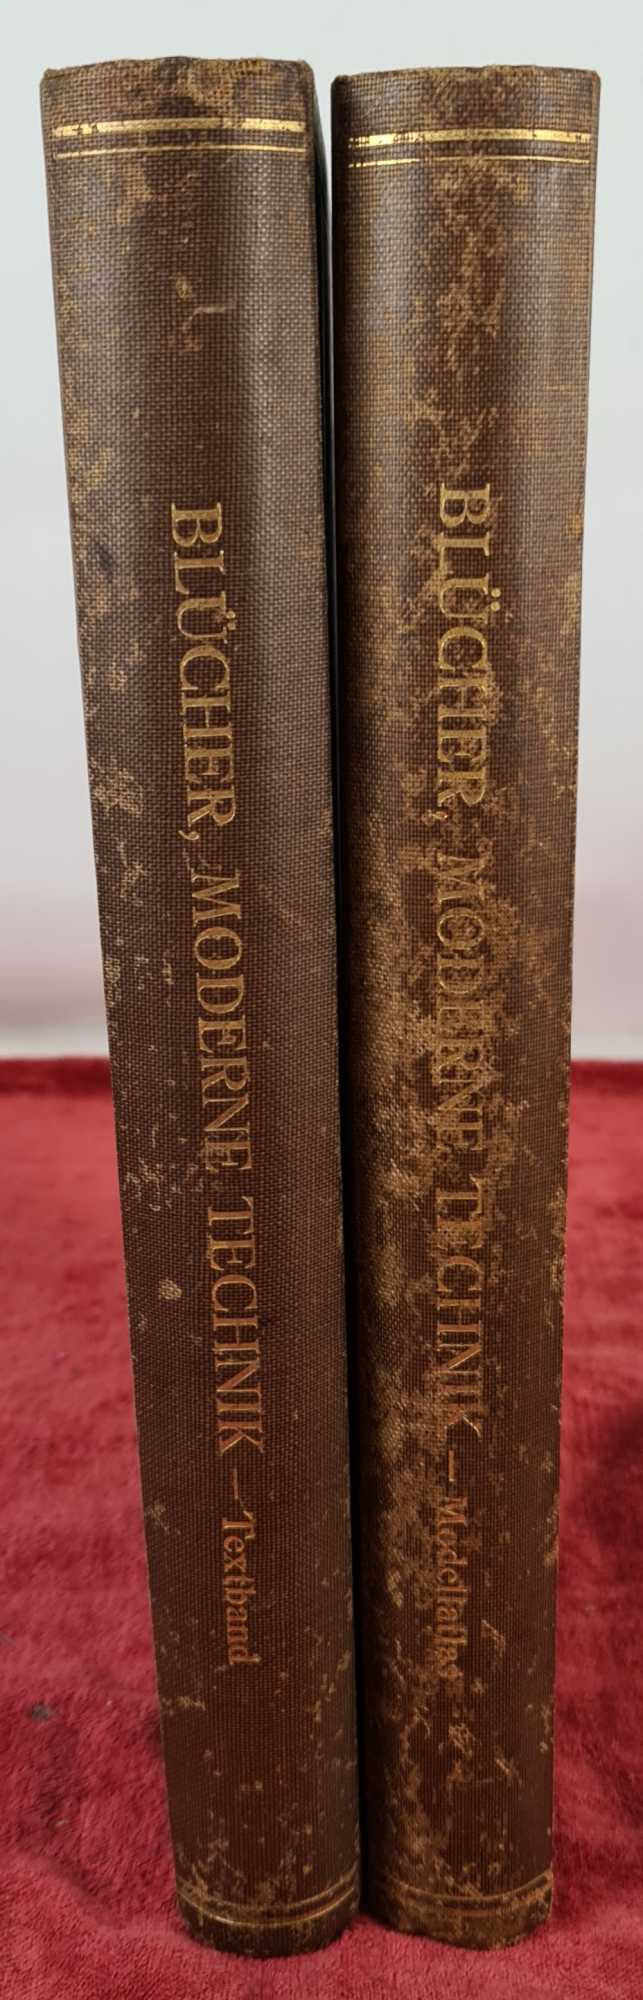 BLÜCHER, MODERNE TECHNIK – Textband
BLÜCHER, MODERNE TECHNIK – Modellatlas